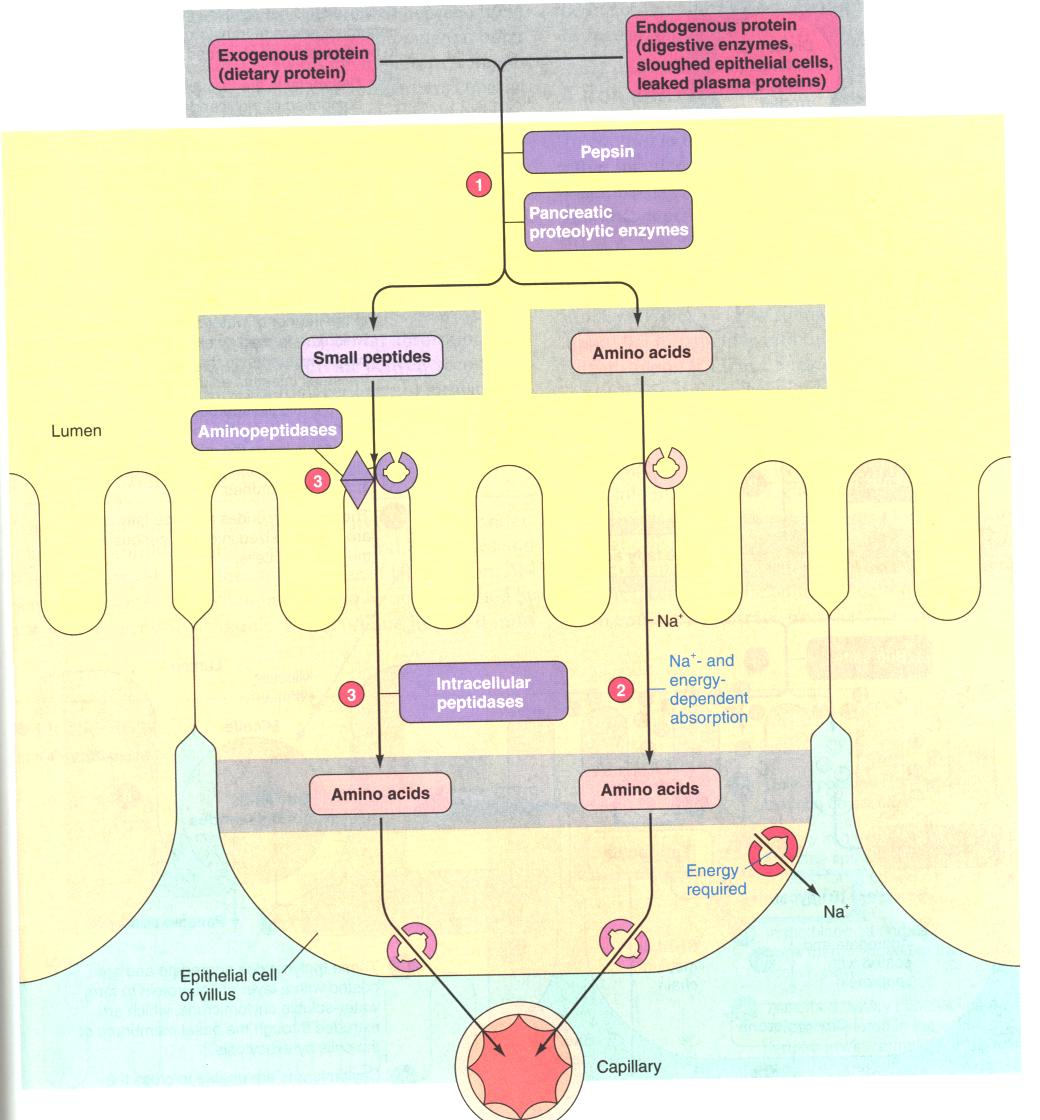 Exogenous protein
(dietary protein)
Endogenous protein
(digestive enzymes,
sloughed epithelial cells,
leaked plasma proteins)
Pepsin
1
Pancreatic
proteolytic enzymes
Small peptides
Amino acids
Lumen
Aminopeptidases
3
Na+
3
Intracellular
peptidases
2
Na+- and
energy-
dependent
absorption
Amino acids
Amino acids
Energy
required
Na+
Epithelial cell
of villus
Capillary